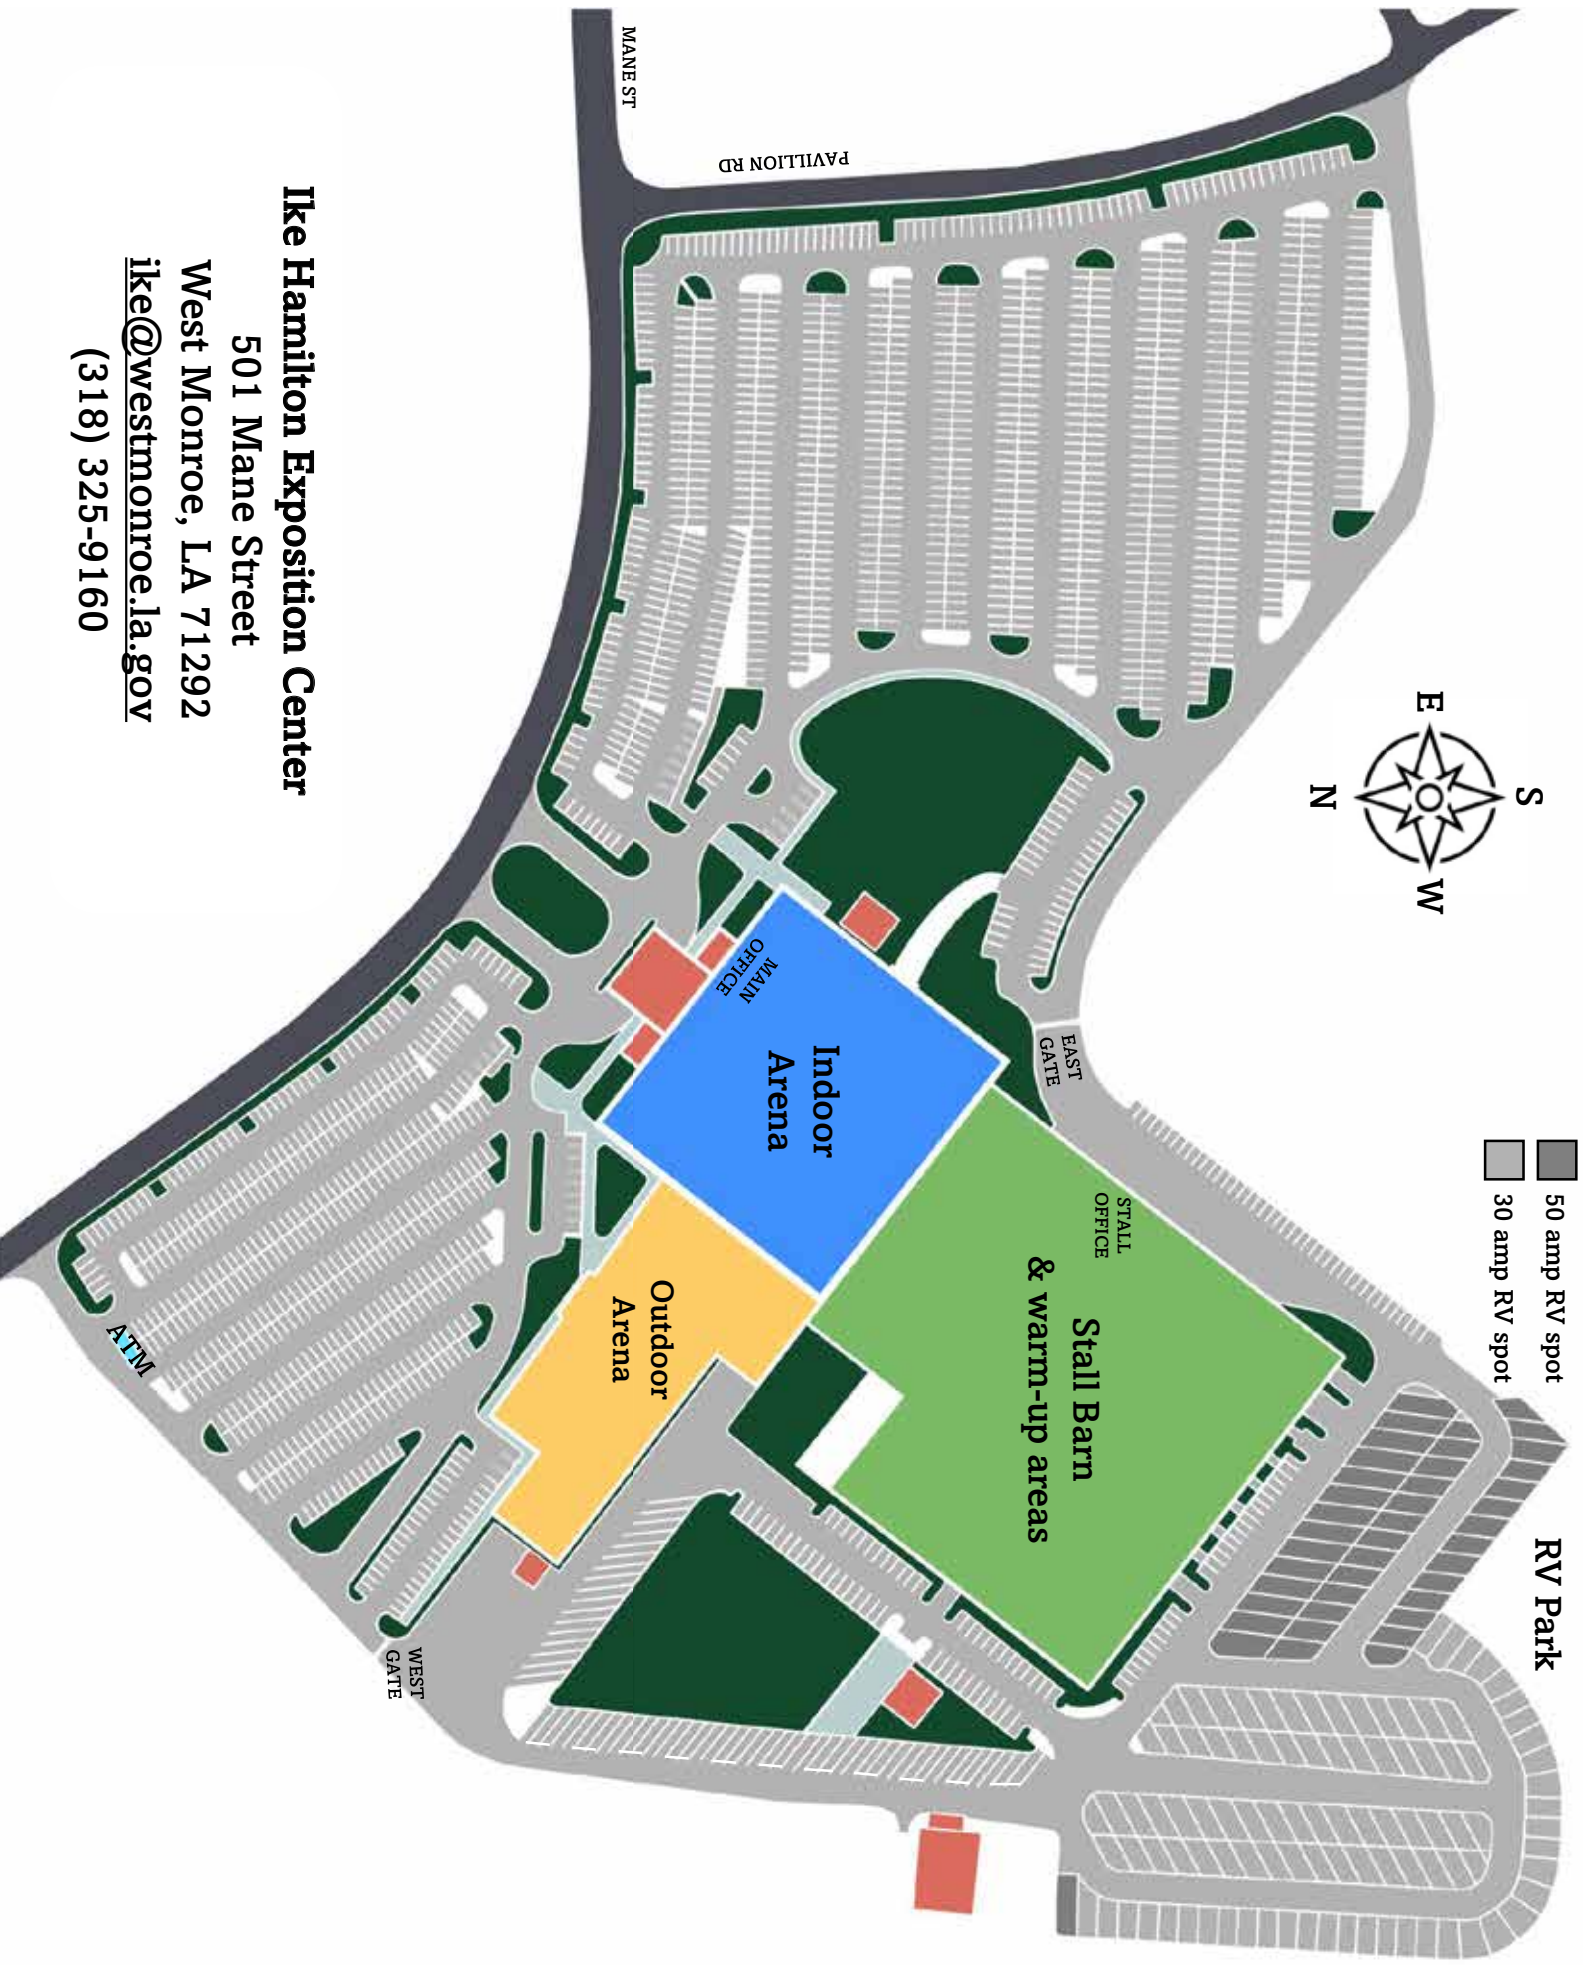 MANE ST
PAVILLION RD
Ike Hamilton Exposition Center
501 Mane Street
West Monroe, LA 71292
ike@westmonroe.la.gov
(318) 325-9160
E
S
N
W
50 amp RV spot
30 amp RV spot
RV Park
EAST
GATE
MAIN
OFFICE
Indoor
Arena
STALL
OFFICE
Stall Barn
& warm-up areas
Outdoor
Arena
ATM
WEST
GATE